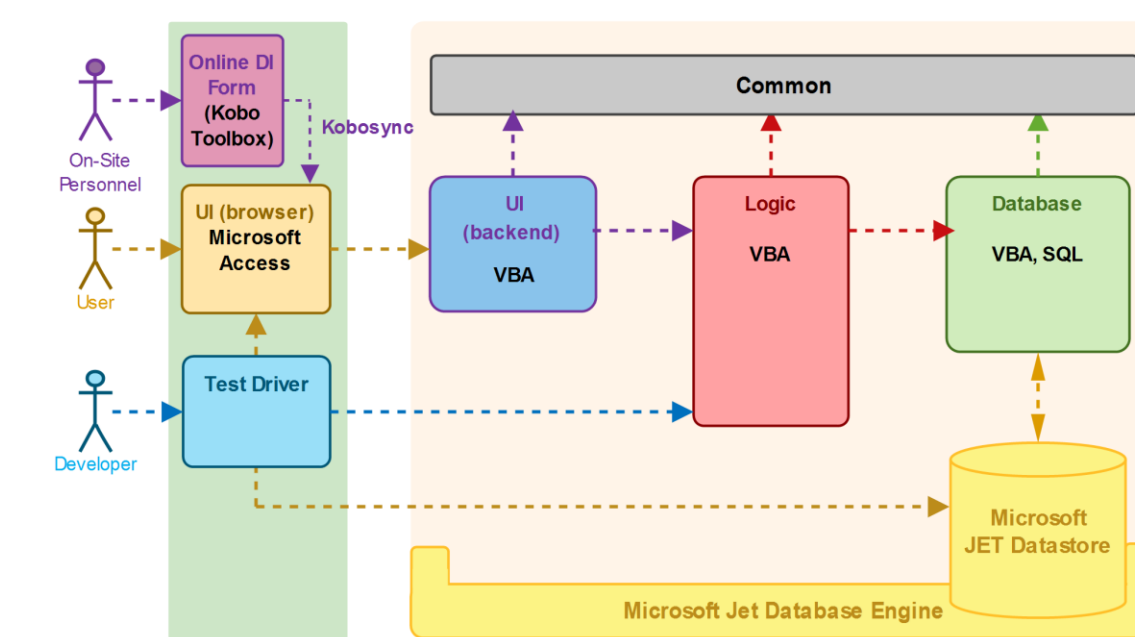 Online DI
Form
(Kobo
Toolbox)
Kobosync
Common
On-Site
Personnel
UI (browser)
Microsoft
Access
User
UI
(backend)
VBA
Logic
VBA
Database
VBA, SQL
Test Driver
Developer
Microsoft
JET Datastore
Microsoft Jet Database Engine